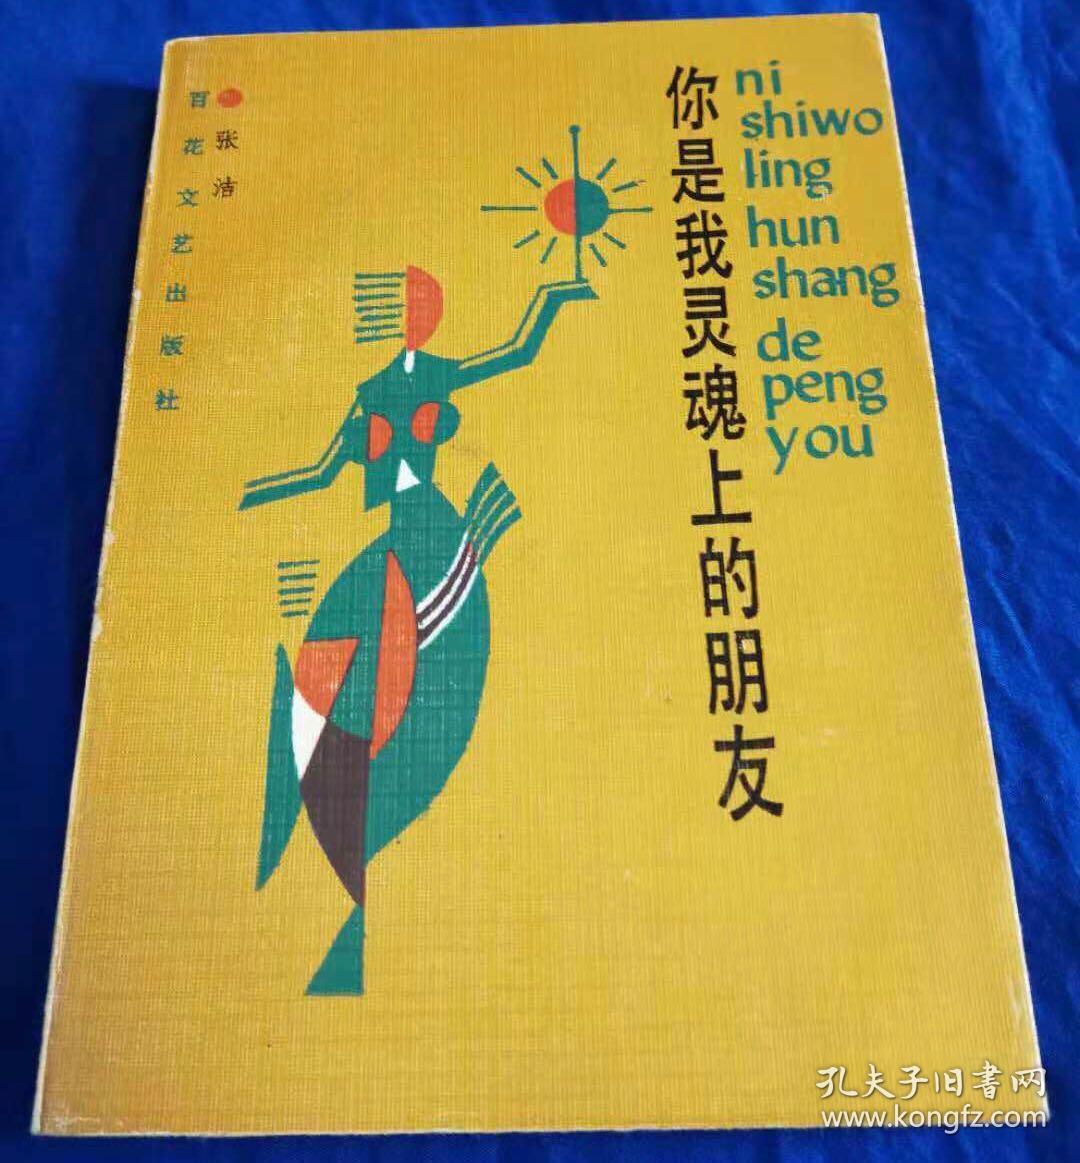 你是我灵魂上的朋友
ni
shiwo
ling
hun
shang
de
peng
you
张洁
百花文艺出版社
孔夫子旧書网
www.kongfz.com